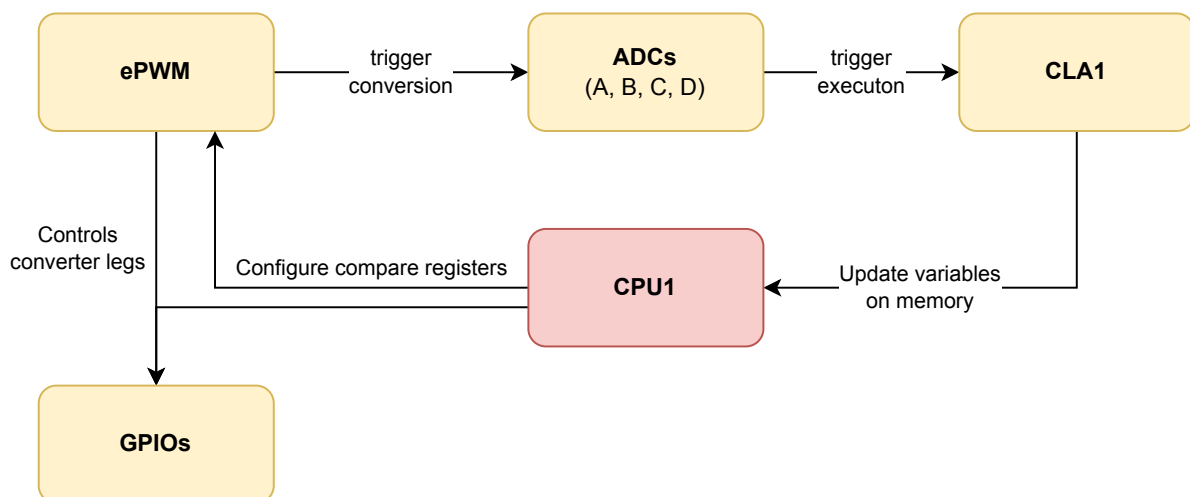 ePWM
trigger
conversion
ADCs
(A, B, C, D)
trigger
executon
CLA1
Controls
converter legs
Configure compare registers
CPU1
Update variables
on memory
GPIOs